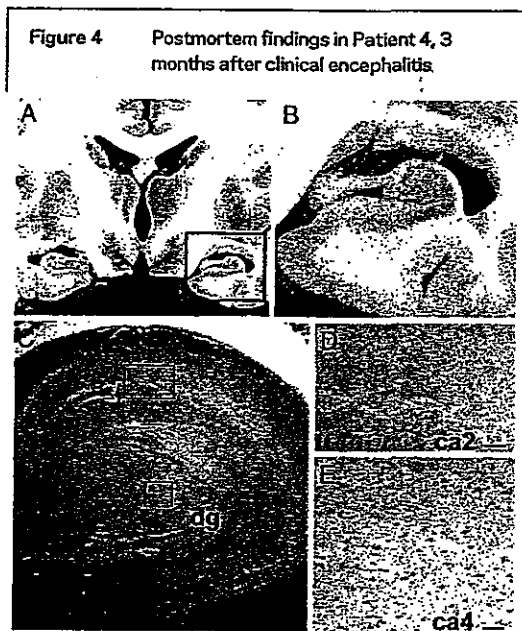 Figure 4 Postmortem findings in Patient 4, 3
months after clinical encephalitis
A
B
C
dg
D
ca2
E
ca4